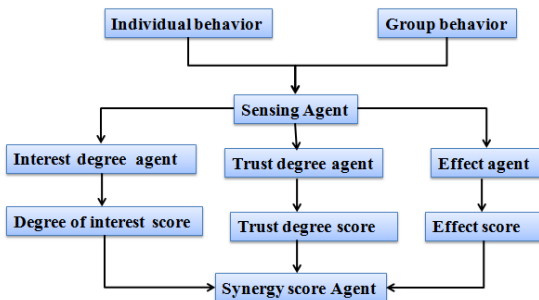 Individual behavior
Group behavior
Sensing Agent
Interest degree agent
Trust degree agent
Effect agent
Degree of interest score
Trust degree score
Effect score
Synergy score Agent